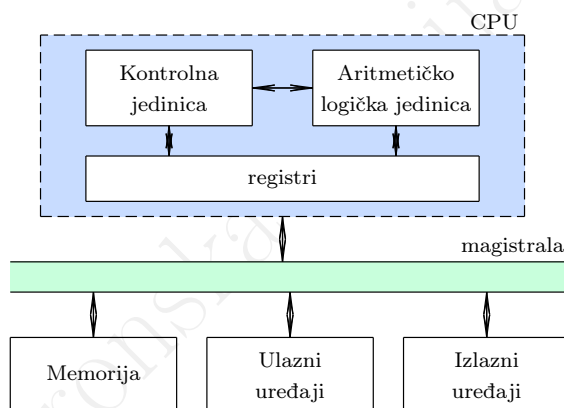 CPU
Kontrolna
jedinica
Aritmetičko
logička jedinica
registri
magistrala
Memorija
Ulazni
uređaji
Izlazni
uređaji